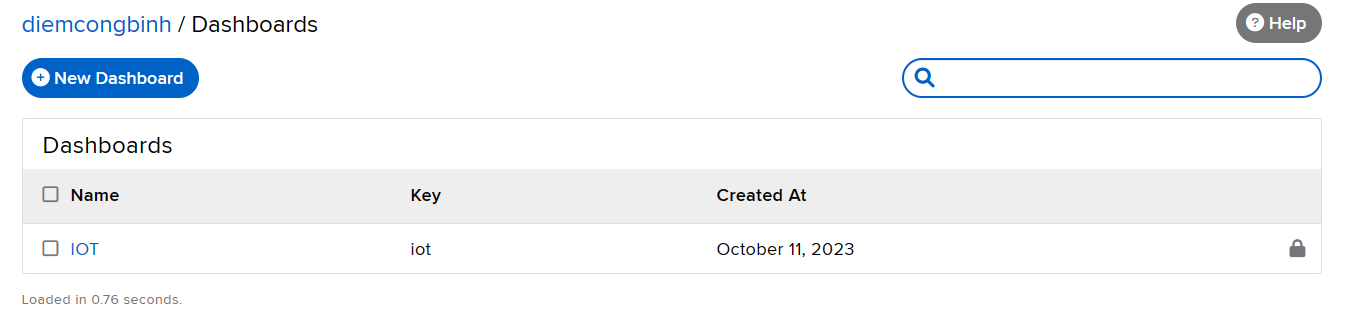 diemcongbinh / Dashboards
Help
New Dashboard
Dashboards
Name Key Created At
IOT iot October 11, 2023
Loaded in 0.76 seconds.